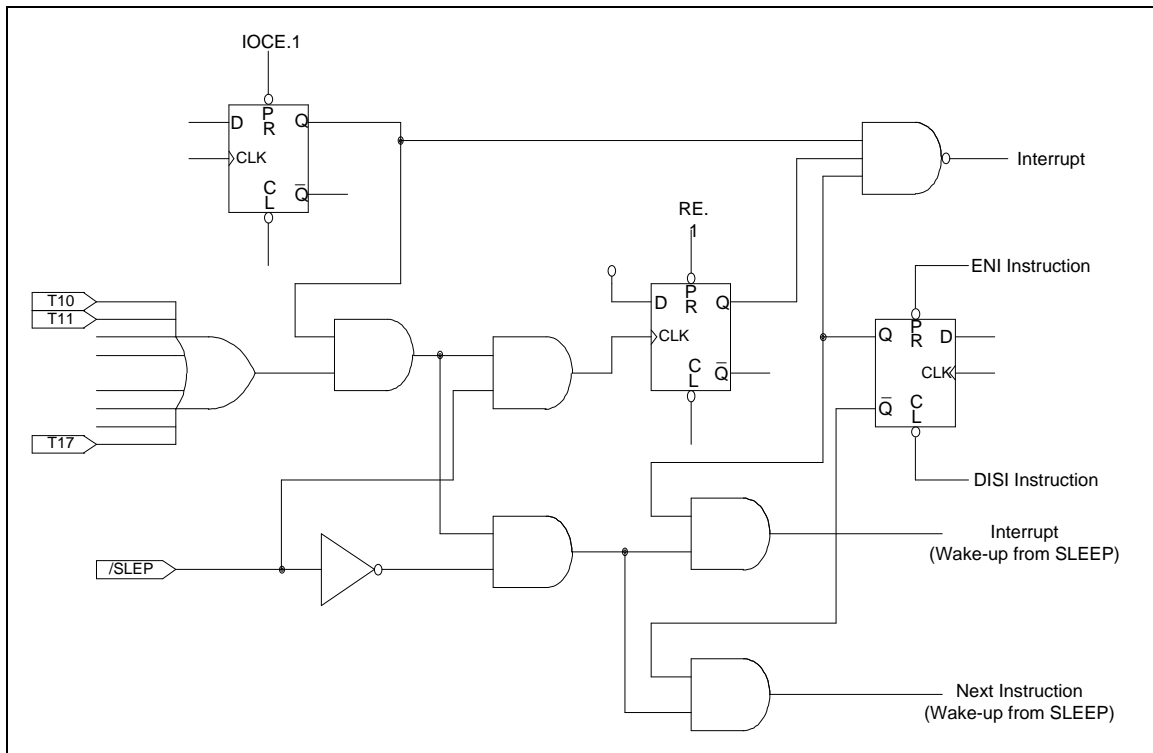 IOCE.1
D
P
R
Q
CLK
C
L
Q̅
Interrupt
RE.
1
ENI Instruction
T10
T11
D
P
R
Q
CLK
C
L
Q̅
Q
P
R
D
CLK
Q̅
C
L
T17
DISI Instruction
Interrupt
(Wake-up from SLEEP)
/SLEP
Next Instruction
(Wake-up from SLEEP)